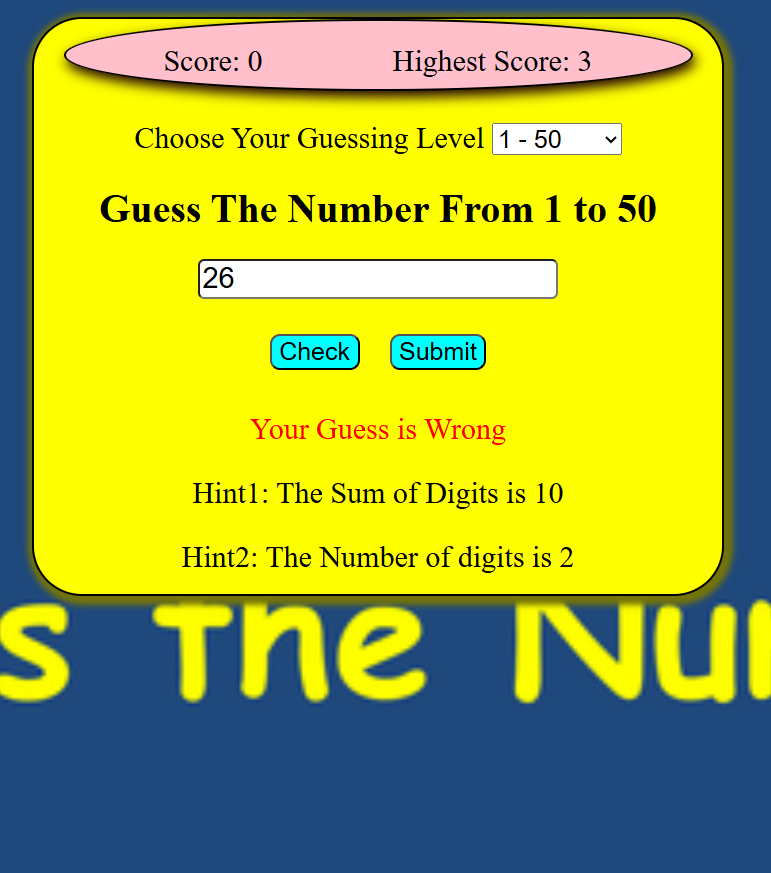 Score: 0 Highest Score: 3
Choose Your Guessing Level 1 - 50
Guess The Number From 1 to 50
26
Check Submit
Your Guess is Wrong
Hint1: The Sum of Digits is 10
Hint2: The Number of digits is 2
s the Nu